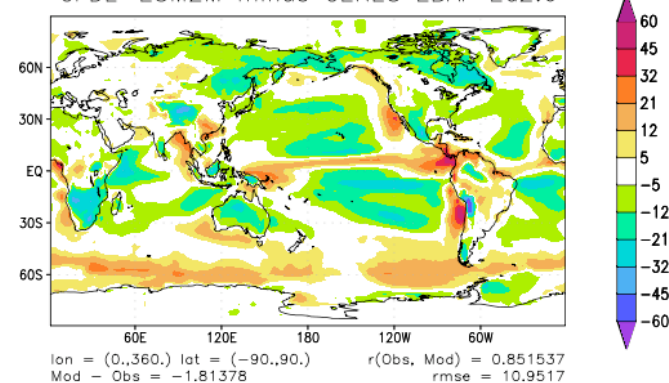 60N
30N
EQ
30S
60S
60E 120E 180 120W 60W
60
45
32
21
12
5
−5
−12
−21
−32
−45
−60
lon = (0.,360.) lat = (−90.,90.) r(Obs, Mod) = 0.851537
Mod − Obs = −1.81378 rmse = 10.9517